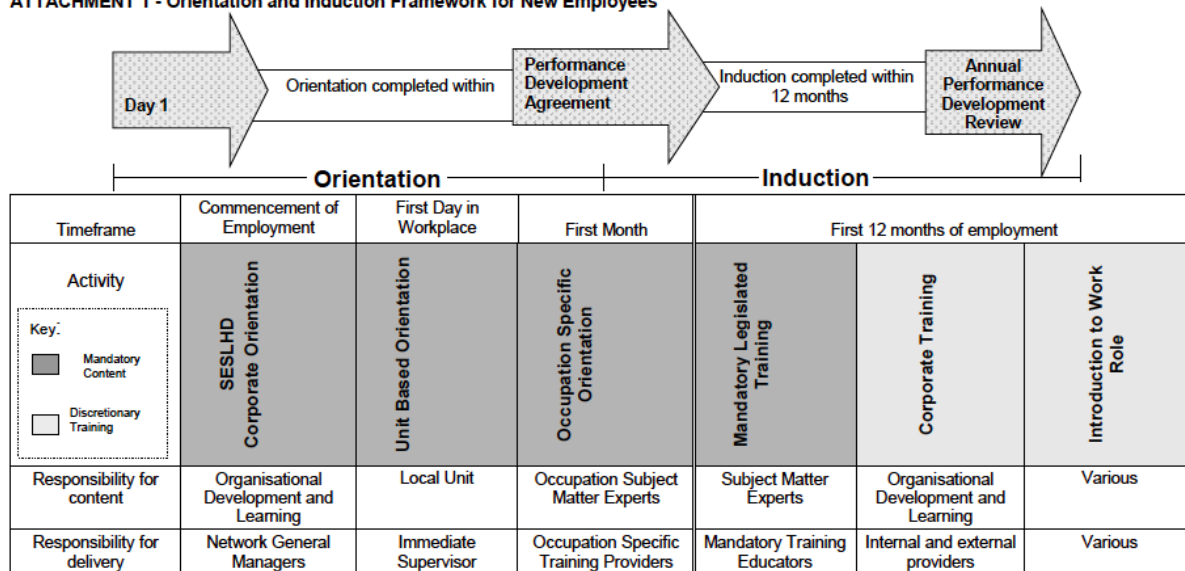 ATTACHMENT 1 - Orientation and Induction Framework for New Employees
Day 1
Orientation completed within
Performance
Development
Agreement
Induction completed within
12 months
Annual
Performance
Development
Review
Orientation
Induction
Timeframe
Commencement of
Employment
First Day in
Workplace
First Month
First 12 months of employment
Activity
Key:
Mandatory
Content
Discretionary
Training
SESLHD
Corporate Orientation
Unit Based Orientation
Occupation Specific
Orientation
Mandatory Legislated
Training
Corporate Training
Introduction to Work
Role
Responsibility for
content
Organisational
Development and
Learning
Local Unit
Occupation Subject
Matter Experts
Subject Matter
Experts
Organisational
Development and
Learning
Various
Responsibility for
delivery
Network General
Managers
Immediate
Supervisor
Occupation Specific
Training Providers
Mandatory Training
Educators
Internal and external
providers
Various